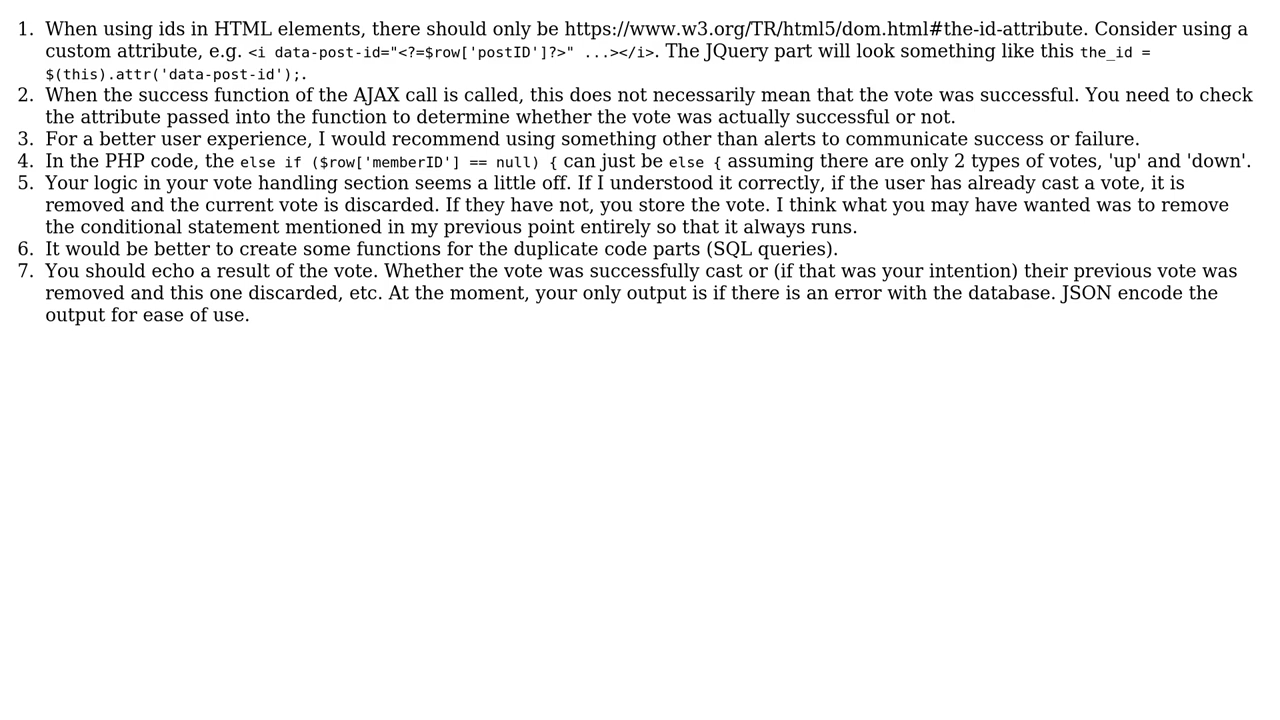 1. When using ids in HTML elements, there should only be https://www.w3.org/TR/html5/dom.html#the-id-attribute. Consider using a
custom attribute, e.g. <i data-post-id="<?=$row['postID']?>" ...></i>. The JQuery part will look something like this the_id =
$(this).attr('data-post-id');.
2. When the success function of the AJAX call is called, this does not necessarily mean that the vote was successful. You need to check
the attribute passed into the function to determine whether the vote was actually successful or not.
3. For a better user experience, I would recommend using something other than alerts to communicate success or failure.
4. In the PHP code, the else if ($row['memberID'] == null) { can just be else { assuming there are only 2 types of votes, 'up' and 'down'.
5. Your logic in your vote handling section seems a little off. If I understood it correctly, if the user has already cast a vote, it is
removed and the current vote is discarded. If they have not, you store the vote. I think what you may have wanted was to remove
the conditional statement mentioned in my previous point entirely so that it always runs.
6. It would be better to create some functions for the duplicate code parts (SQL queries).
7. You should echo a result of the vote. Whether the vote was successfully cast or (if that was your intention) their previous vote was
removed and this one discarded, etc. At the moment, your only output is if there is an error with the database. JSON encode the
output for ease of use.